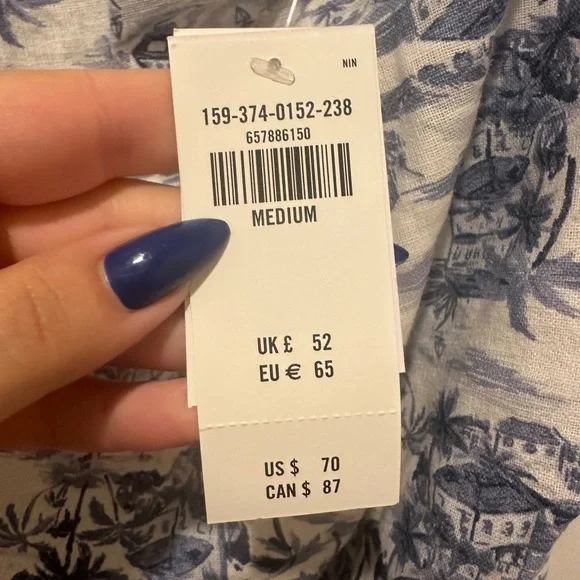 NIN
159-374-0152-238
657886150
MEDIUM
UK £ 52
EU € 65
US $ 70
CAN $ 87